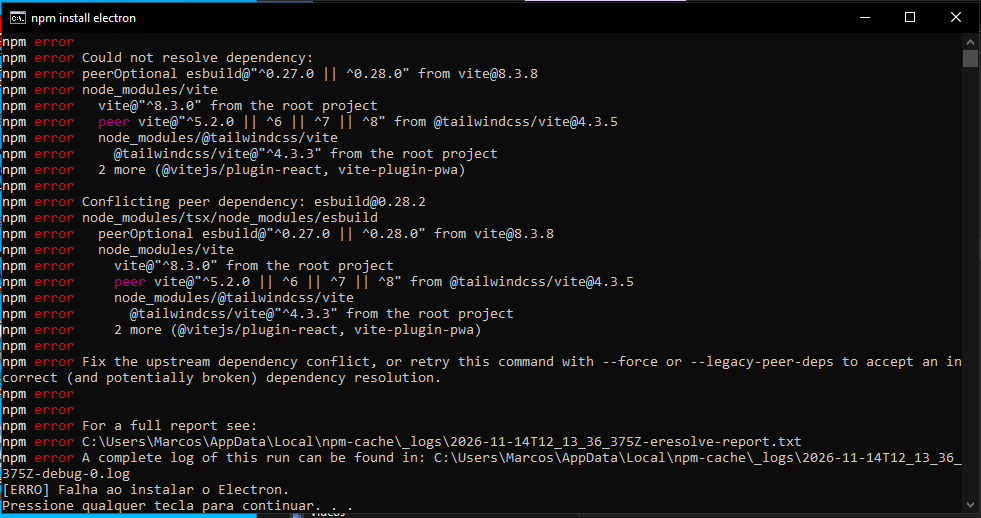 npm install electron
npm error
npm error Could not resolve dependency:
npm error peerOptional esbuild@"^0.27.0 || ^0.28.0" from vite@8.3.8
npm error node_modules/vite
npm error   vite@"^8.3.0" from the root project
npm error   peer vite@"^5.2.0 || ^6 || ^7 || ^8" from @tailwindcss/vite@4.3.5
npm error   node_modules/@tailwindcss/vite
npm error     @tailwindcss/vite@"^4.3.3" from the root project
npm error   2 more (@vitejs/plugin-react, vite-plugin-pwa)
npm error
npm error Conflicting peer dependency: esbuild@0.28.2
npm error node_modules/tsx/node_modules/esbuild
npm error   peerOptional esbuild@"^0.27.0 || ^0.28.0" from vite@8.3.8
npm error   node_modules/vite
npm error     vite@"^8.3.0" from the root project
npm error     peer vite@"^5.2.0 || ^6 || ^7 || ^8" from @tailwindcss/vite@4.3.5
npm error     node_modules/@tailwindcss/vite
npm error       @tailwindcss/vite@"^4.3.3" from the root project
npm error     2 more (@vitejs/plugin-react, vite-plugin-pwa)
npm error
npm error Fix the upstream dependency conflict, or retry this command with --force or --legacy-peer-deps to accept an in
correct (and potentially broken) dependency resolution.
npm error
npm error
npm error For a full report see:
npm error C:\Users\Marcos\AppData\Local\npm-cache\_logs\2026-11-14T12_13_36_375Z-eresolve-report.txt
npm error A complete log of this run can be found in: C:\Users\Marcos\AppData\Local\npm-cache\_logs\2026-11-14T12_13_36_
375Z-debug-0.log
[ERRO] Falha ao instalar o Electron.
Pressione qualquer tecla para continuar. . .